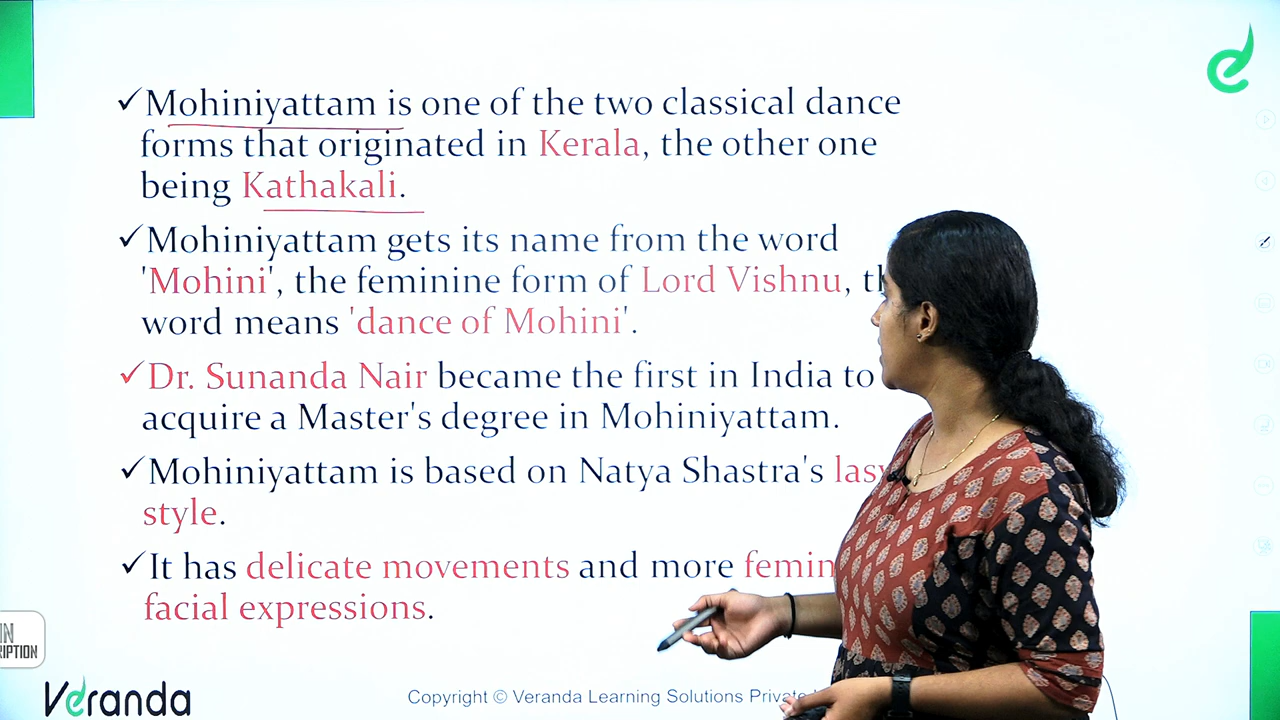 Mohiniyattam is one of the two classical dance
forms that originated in Kerala, the other one
being Kathakali.
Mohiniyattam gets its name from the word
'Mohini', the feminine form of Lord Vishnu,
word means 'dance of Mohini'.
Dr. Sunanda Nair became the first in India to
acquire a Master's degree in Mohiniyattam.
Mohiniyattam is based on Natya Shastra's
style.
It has delicate movements and more
facial expressions.
Veranda
Copyright © Veranda Learning Solutions